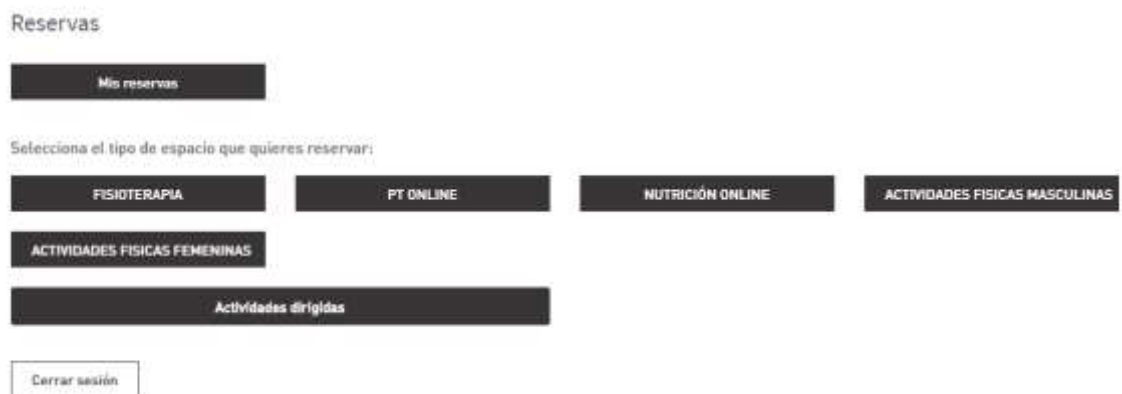 Reservas
Mis reservas
Selecciona el tipo de espacio que quieres reservar:
FISIOTERAPIA
PT ONLINE
NUTRICIÓN ONLINE
ACTIVIDADES FISICAS MASCULINAS
ACTIVIDADES FISICAS FEMENINAS
Actividades dirigidas
Cerrar sesión